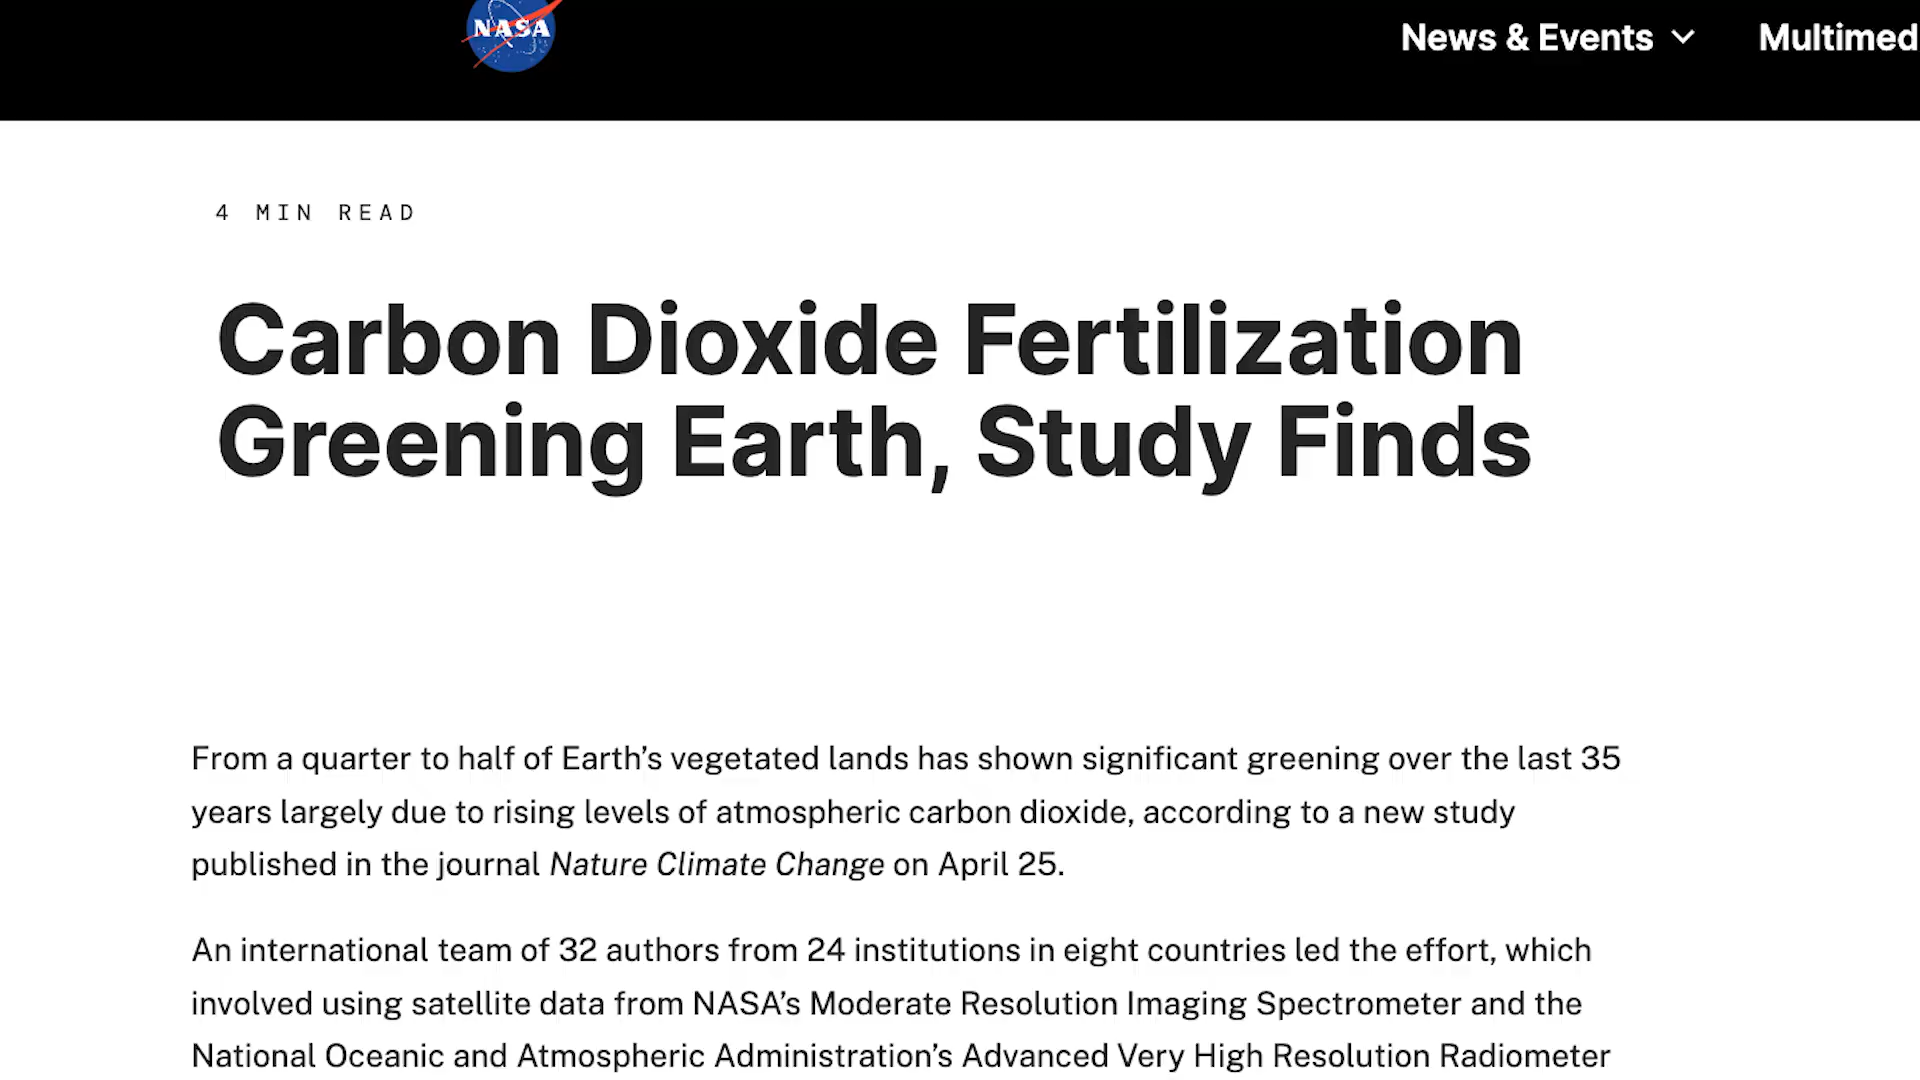 NASA
News & Events
Multimed
4 MIN READ
Carbon Dioxide Fertilization
Greening Earth, Study Finds
From a quarter to half of Earth’s vegetated lands has shown significant greening over the last 35
years largely due to rising levels of atmospheric carbon dioxide, according to a new study
published in the journal Nature Climate Change on April 25.
An international team of 32 authors from 24 institutions in eight countries led the effort, which
involved using satellite data from NASA’s Moderate Resolution Imaging Spectrometer and the
National Oceanic and Atmospheric Administration’s Advanced Very High Resolution Radiometer